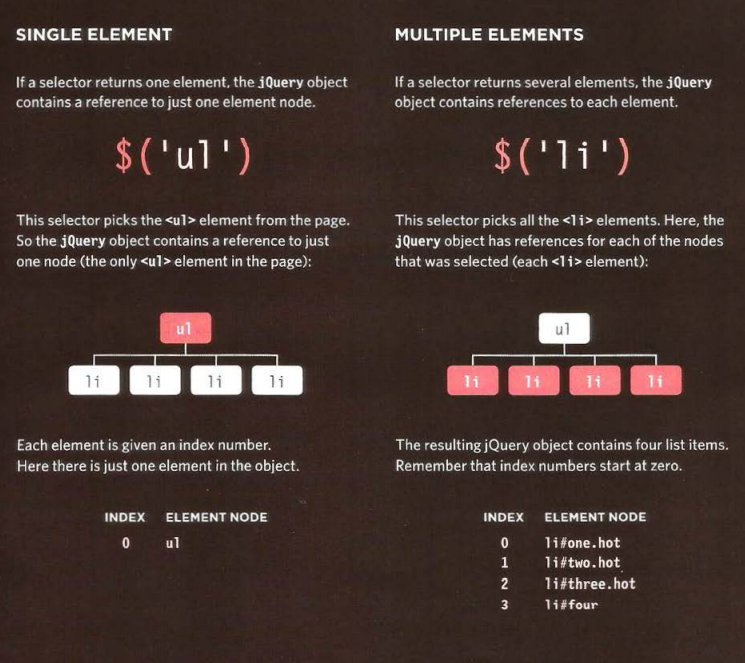 SINGLE ELEMENT
If a selector returns one element, the jQuery object
contains a reference to just one element node.
$('ul')
This selector picks the <ul> element from the page.
So the jQuery object contains a reference to just
one node (the only <ul> element in the page):
ul
li li li li
Each element is given an index number.
Here there is just one element in the object.
INDEX ELEMENT NODE
0 ul
MULTIPLE ELEMENTS
If a selector returns several elements, the jQuery
object contains references to each element.
$('li')
This selector picks all the <li> elements. Here, the
jQuery object has references for each of the nodes
that was selected (each <li> element):
ul
li li li li
The resulting jQuery object contains four list items.
Remember that index numbers start at zero.
INDEX ELEMENT NODE
0 li#one.hot
1 li#two.hot
2 li#three.hot
3 li#four